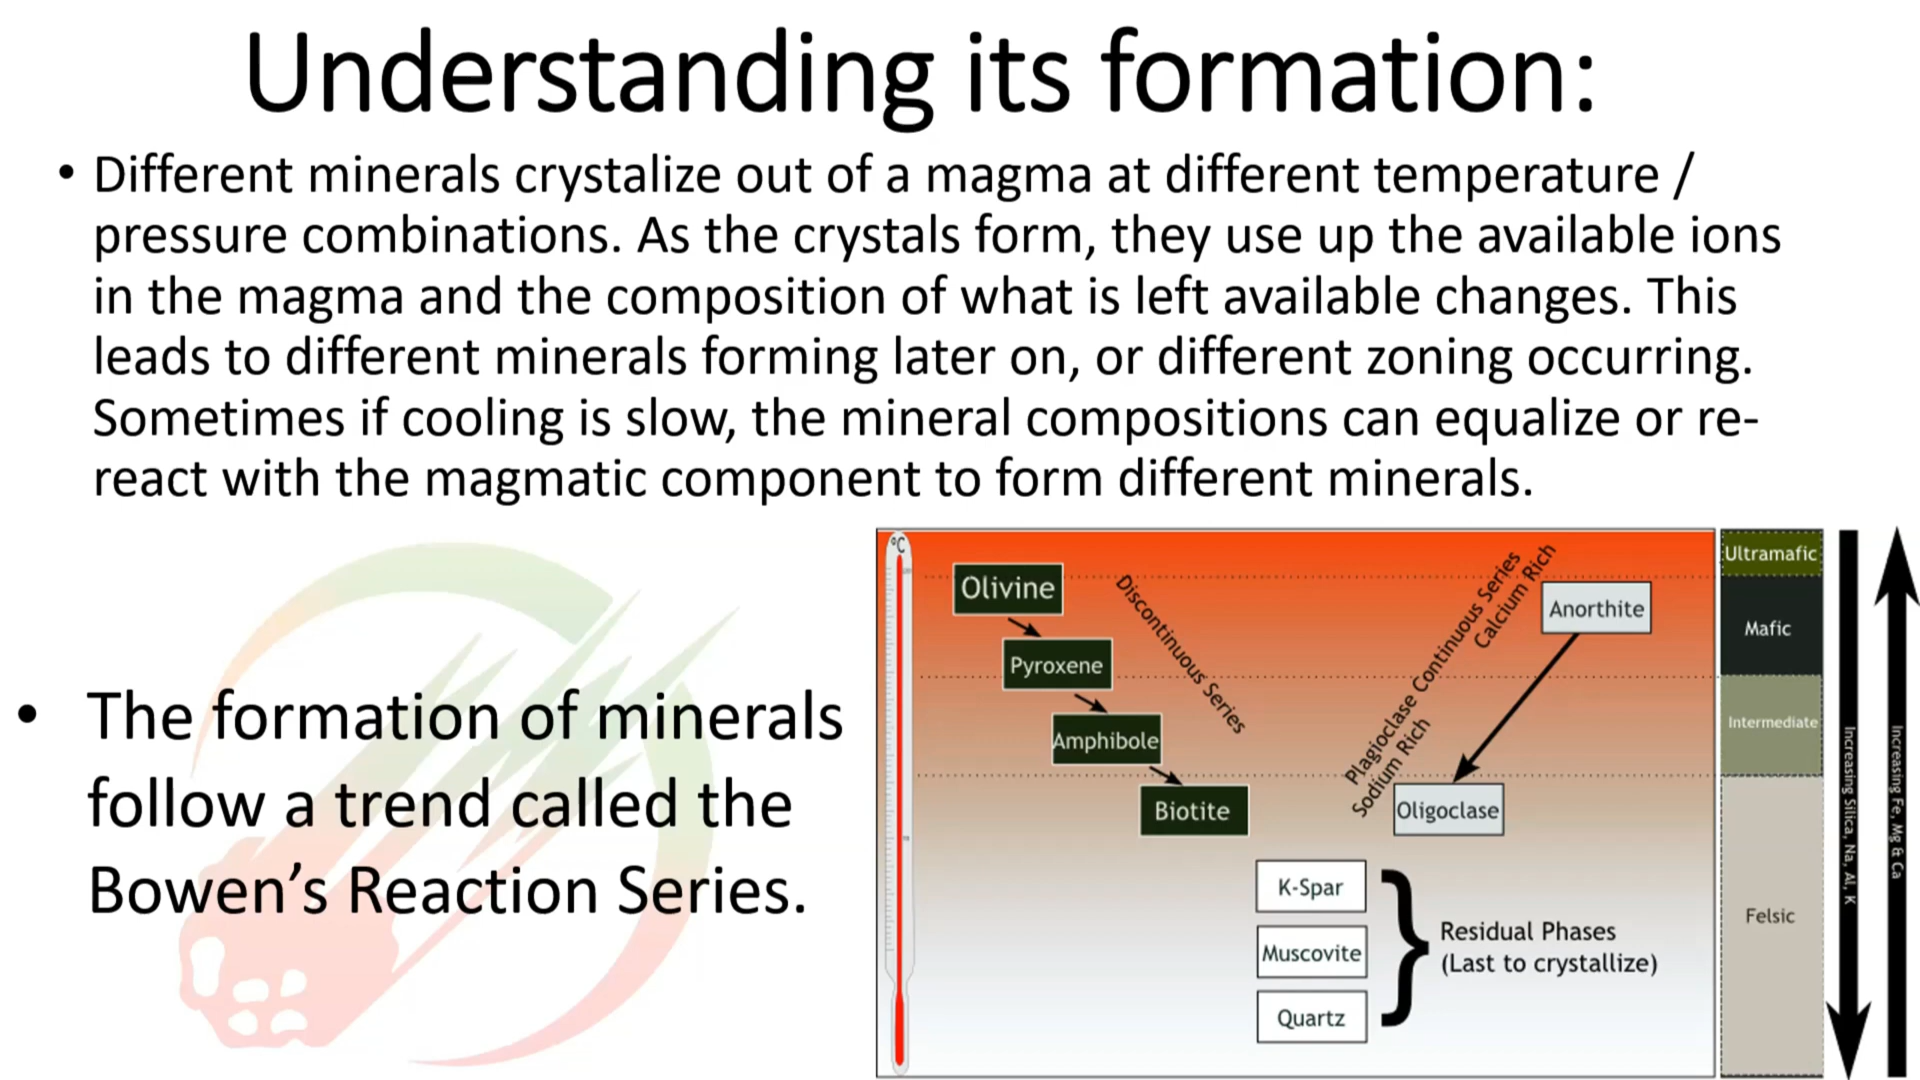 Understanding its formation:
• Different minerals crystalize out of a magma at different temperature /
pressure combinations. As the crystals form, they use up the available ions
in the magma and the composition of what is left available changes. This
leads to different minerals forming later on, or different zoning occurring.
Sometimes if cooling is slow, the mineral compositions can equalize or re-
react with the magmatic component to form different minerals.
• The formation of minerals
follow a trend called the
Bowen’s Reaction Series.
°C
Olivine
Pyroxene
Amphibole
Biotite
Discontinuous Series
Plagioclase Continuous Series
Calcium Rich
Sodium Rich
Anorthite
Oligoclase
K-Spar
Muscovite
Quartz
Residual Phases
(Last to crystallize)
Ultramafic
Mafic
Intermediate
Felsic
Increasing Silica, Na, Al, K
Increasing Fe, Mg & Ca